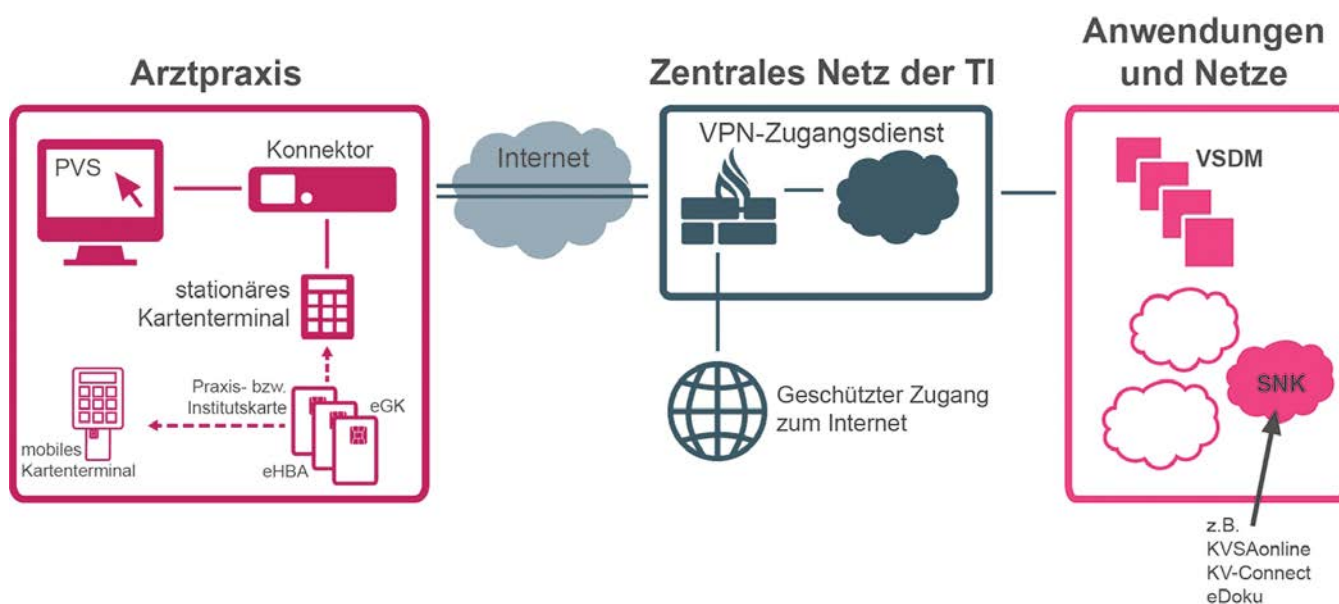 Arztpraxis
PVS
Konnektor
stationäres
Kartenterminal
Praxis- bzw.
Institutskarte
eGK
eHBA
mobiles
Kartenterminal
Internet
Zentrales Netz der TI
VPN-Zugangsdienst
Geschützter Zugang
zum Internet
Anwendungen
und Netze
VSDM
SNK
z.B.
KVSAonline
KV-Connect
eDoku